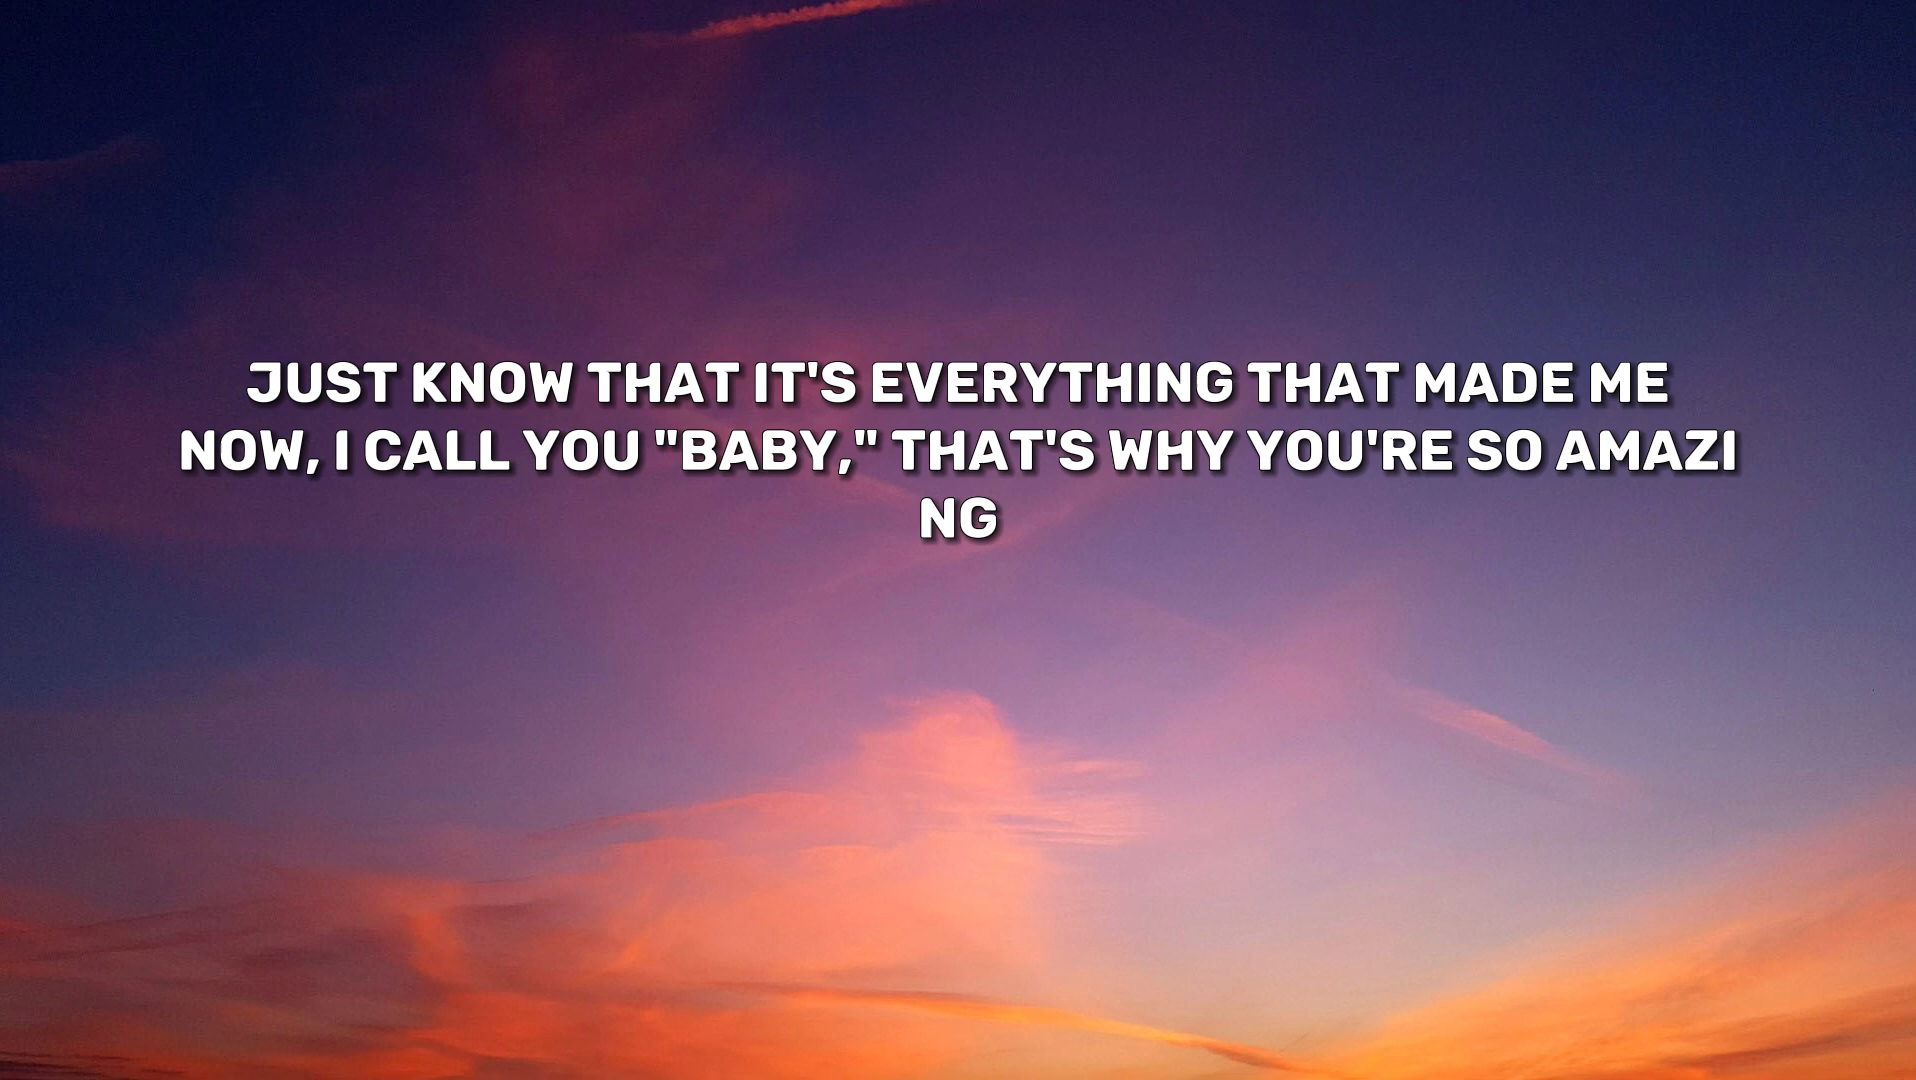 JUST KNOW THAT IT'S EVERYTHING THAT MADE ME
NOW, I CALL YOU "BABY," THAT'S WHY YOU'RE SO AMAZI
NG